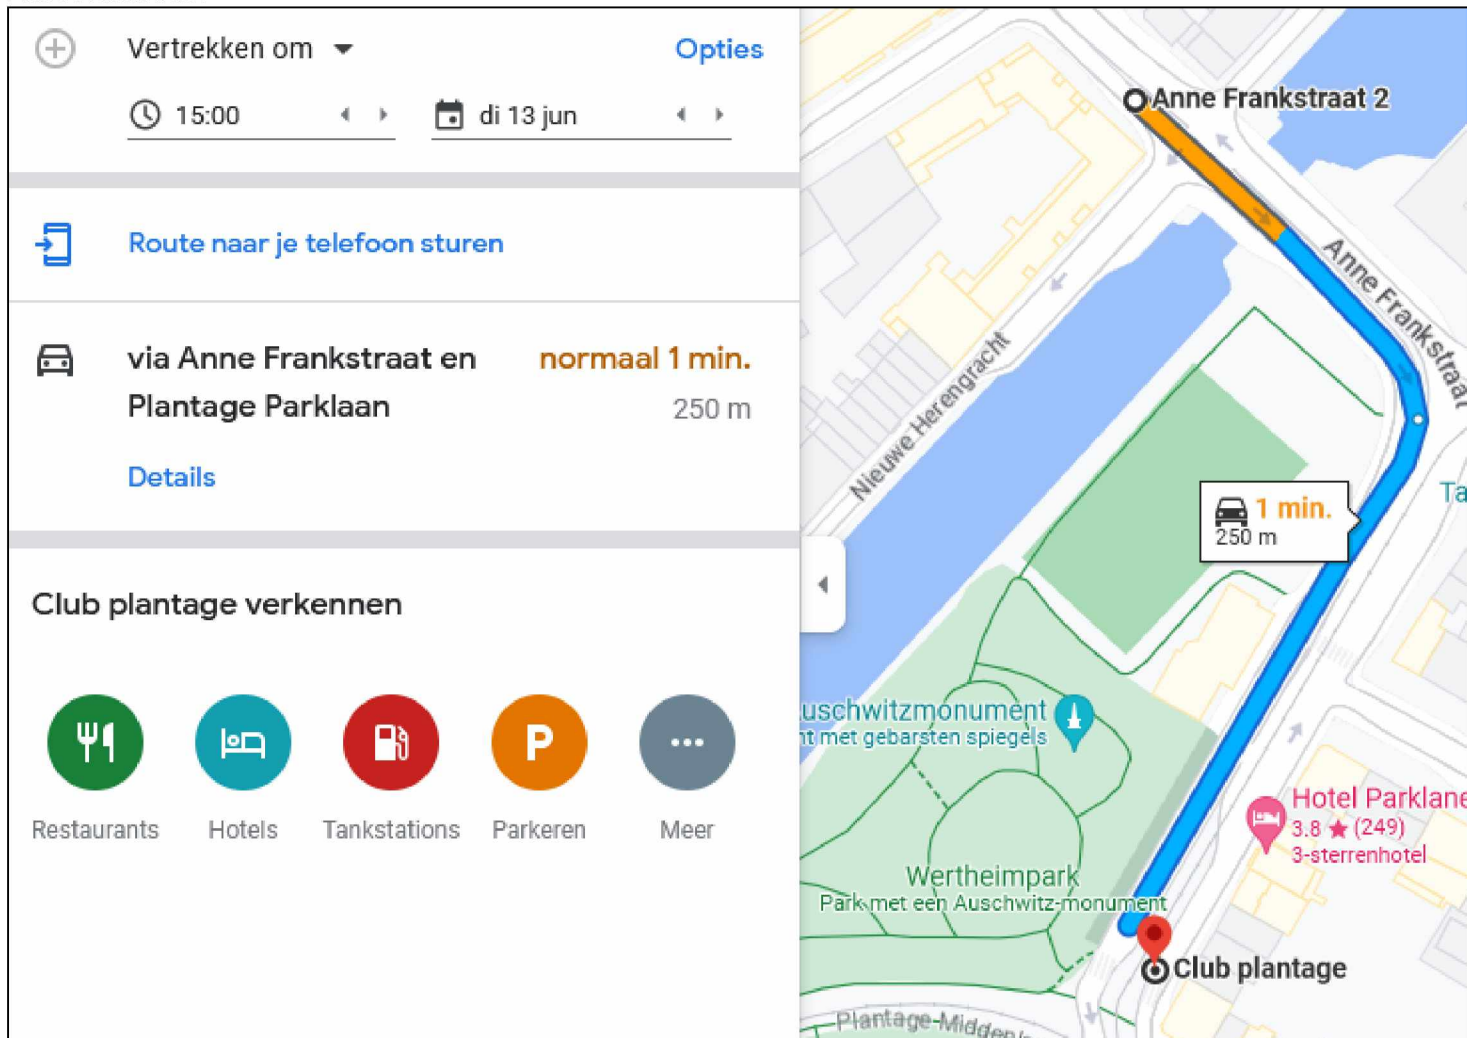 Vertrekken om
Opties
15:00
di 13 jun
Route naar je telefoon sturen
via Anne Frankstraat en
Plantage Parklaan
normaal 1 min.
250 m
Details
Club plantage verkennen
Restaurants
Hotels
Tankstations
P
Parkeren
Meer
Anne Frankstraat 2
Anne Frankstraat
Nieuwe Herengracht
Ta
1 min.
250 m
uschwitzmonument
nt met gebarsten spiegels
Hotel Parklane
3.8 ★ (249)
3-sterrenhotel
Wertheimpark
Park met een Auschwitz-monument
Club plantage
Plantage Midden